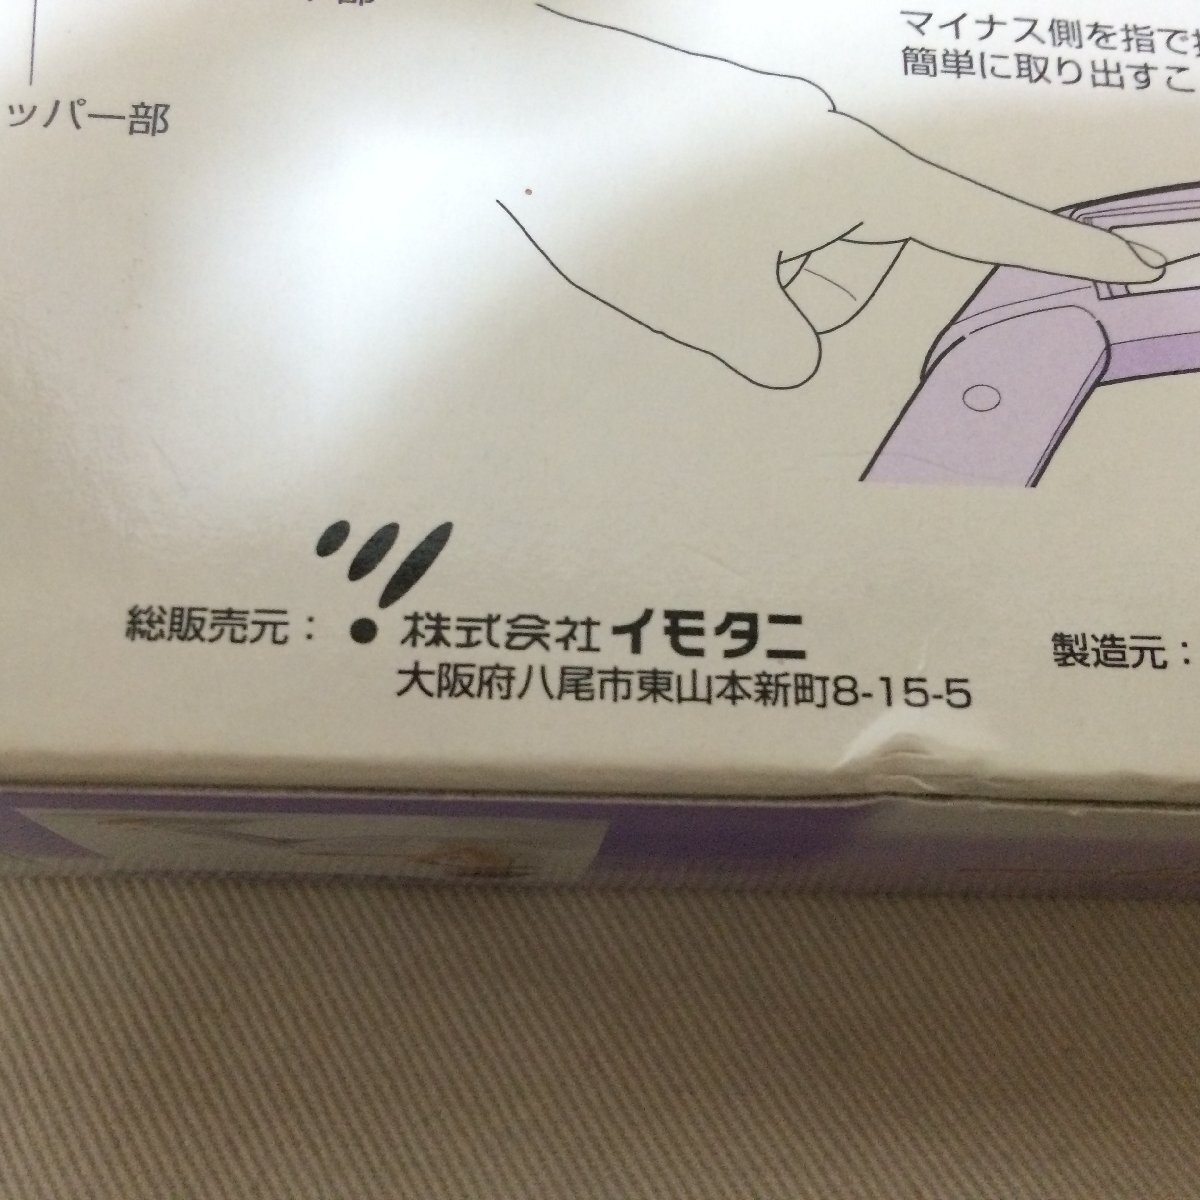 部
ッパー部
マイナス側を指で
簡単に取り出すこ
総販売元： 株式会社 イモタニ
大阪府八尾市東山本新町8-15-5
製造元：